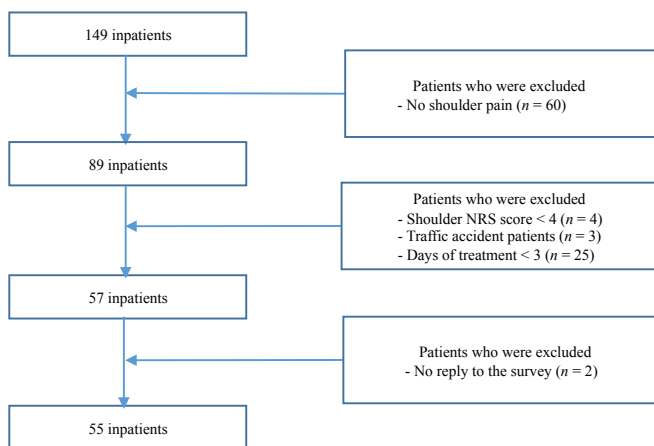 149 inpatients
Patients who were excluded
- No shoulder pain (n = 60)
89 inpatients
Patients who were excluded
- Shoulder NRS score < 4 (n = 4)
- Traffic accident patients (n = 3)
- Days of treatment < 3 (n = 25)
57 inpatients
Patients who were excluded
- No reply to the survey (n = 2)
55 inpatients